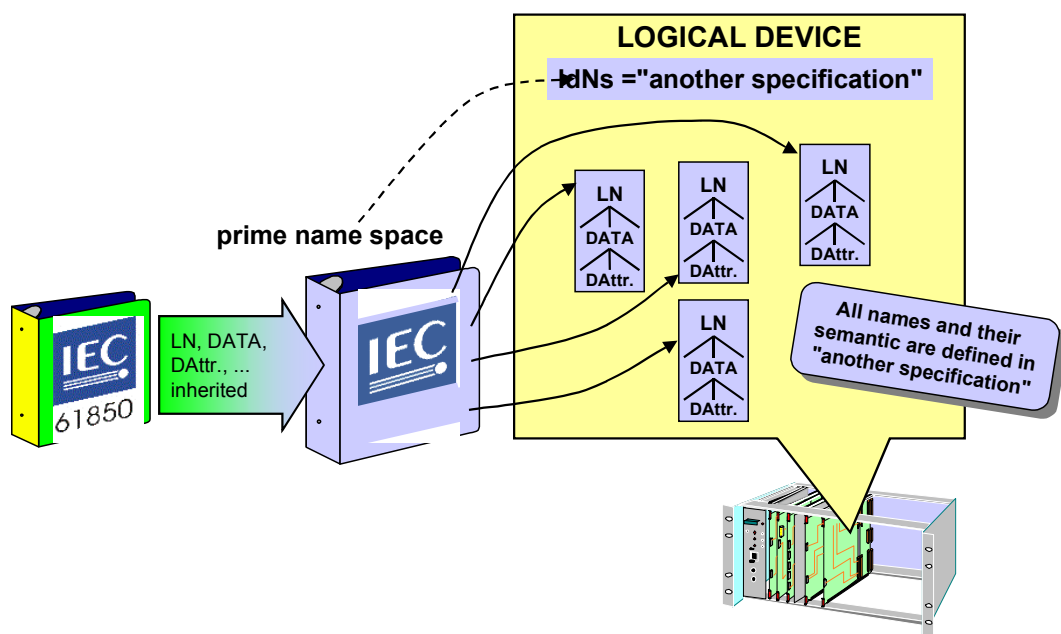 LOGICAL DEVICE
ldNs ="another specification"
LN
DATA
DAttr.
LN
DATA
DAttr.
LN
DATA
DAttr.
LN
DATA
DAttr.
prime name space
IEC
61850
LN, DATA,
DAttr., ...
inherited
IEC
All names and their
semantic are defined in
"another specification"